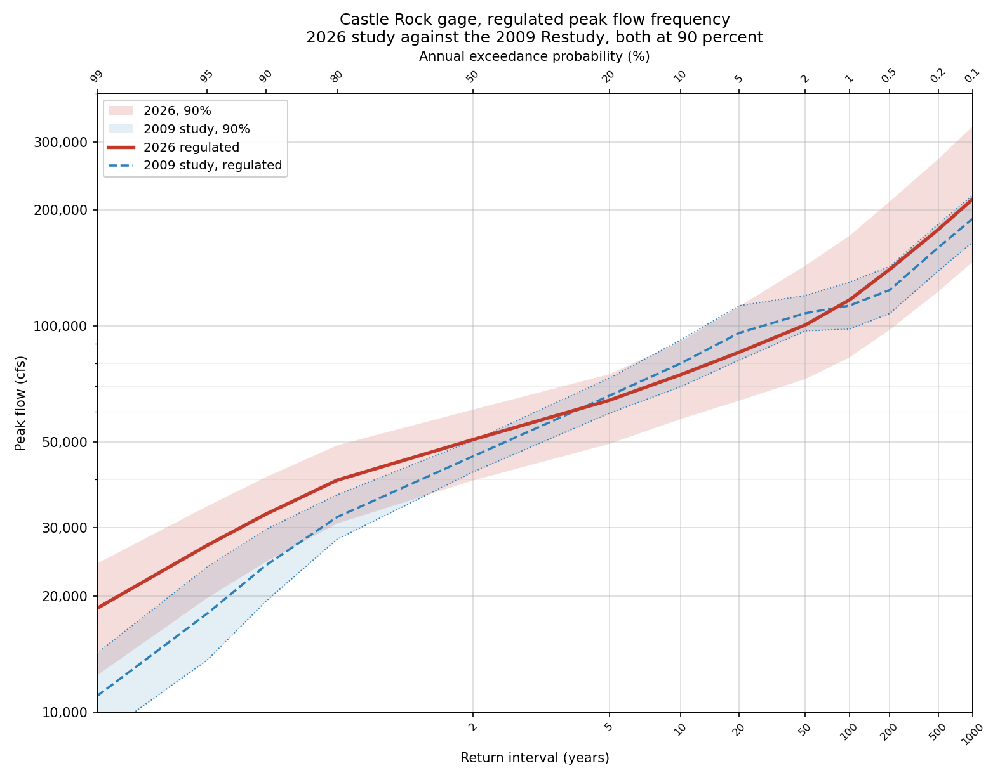 Castle Rock gage, regulated peak flow frequency
2026 study against the 2009 Restudy, both at 90 percent
Annual exceedance probability (%)
99 95 90 80 50 20 10 5 2 1 0.5 0.2 0.1
2026, 90%
2009 study, 90%
2026 regulated
2009 study, regulated
Peak flow (cfs)
300,000
200,000
100,000
50,000
30,000
20,000
10,000
2 5 10 20 50 100 200 500 1000
Return interval (years)